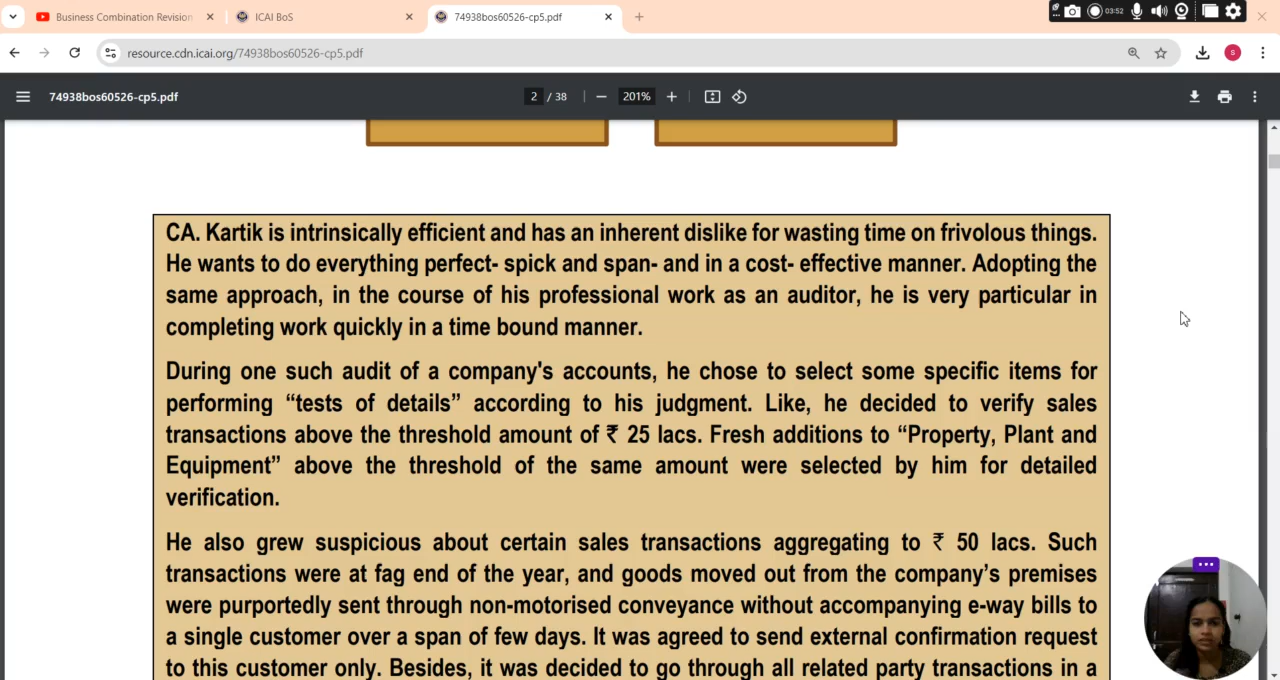 Business Combination Revision
ICAI BoS
74938bos60526-cp5.pdf
03:52
resource.cdn.icai.org/74938bos60526-cp5.pdf
S
74938bos60526-cp5.pdf
2 / 38
201%
CA. Kartik is intrinsically efficient and has an inherent dislike for wasting time on frivolous things.
He wants to do everything perfect- spick and span- and in a cost- effective manner. Adopting the
same approach, in the course of his professional work as an auditor, he is very particular in
completing work quickly in a time bound manner.
During one such audit of a company's accounts, he chose to select some specific items for
performing “tests of details” according to his judgment. Like, he decided to verify sales
transactions above the threshold amount of ₹ 25 lacs. Fresh additions to “Property, Plant and
Equipment” above the threshold of the same amount were selected by him for detailed
verification.
He also grew suspicious about certain sales transactions aggregating to ₹ 50 lacs. Such
transactions were at fag end of the year, and goods moved out from the company’s premises
were purportedly sent through non-motorised conveyance without accompanying e-way bills to
a single customer over a span of few days. It was agreed to send external confirmation request
to this customer only. Besides, it was decided to go through all related party transactions in a